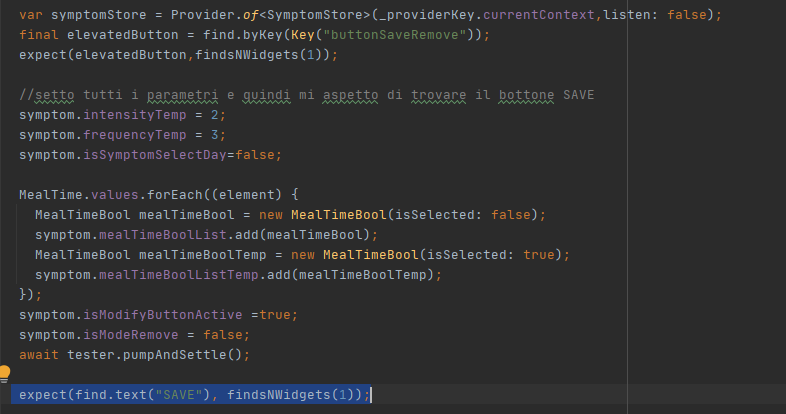 var symptomStore = Provider.of<SymptomStore>(_providerKey.currentContext,listen: false);
final elevatedButton = find.byKey(Key("buttonSaveRemove"));
expect(elevatedButton,findsNWidgets(1));
//setto tutti i parametri e quindi mi aspetto di trovare il bottone SAVE
symptom.intensityTemp = 2;
symptom.frequencyTemp = 3;
symptom.isSymptomSelectDay=false;
MealTime.values.forEach((element) {
MealTimeBool mealTimeBool = new MealTimeBool(isSelected: false);
symptom.mealTimeBoolList.add(mealTimeBool);
MealTimeBool mealTimeBoolTemp = new MealTimeBool(isSelected: true);
symptom.mealTimeBoolListTemp.add(mealTimeBoolTemp);
});
symptom.isModifyButtonActive =true;
symptom.isModeRemove = false;
await tester.pumpAndSettle();
expect(find.text("SAVE"), findsNWidgets(1));